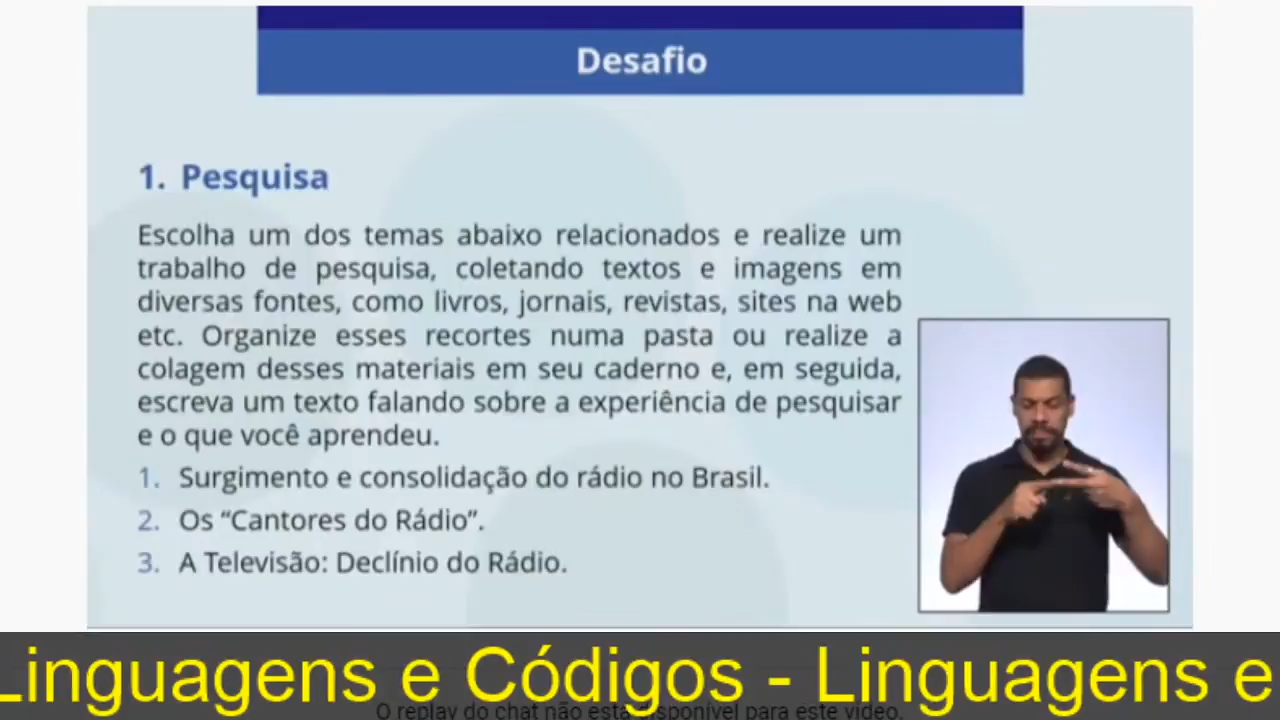 Desafio
1. Pesquisa
Escolha um dos temas abaixo relacionados e realize um
trabalho de pesquisa, coletando textos e imagens em
diversas fontes, como livros, jornais, revistas, sites na web
etc. Organize esses recortes numa pasta ou realize a
colagem desses materiais em seu caderno e, em seguida,
escreva um texto falando sobre a experiência de pesquisar
e o que você aprendeu.
1. Surgimento e consolidação do rádio no Brasil.
2. Os “Cantores do Rádio”.
3. A Televisão: Declínio do Rádio.
Linguagens e Códigos - Linguagens e
O replay do chat não está disponível para este vídeo.